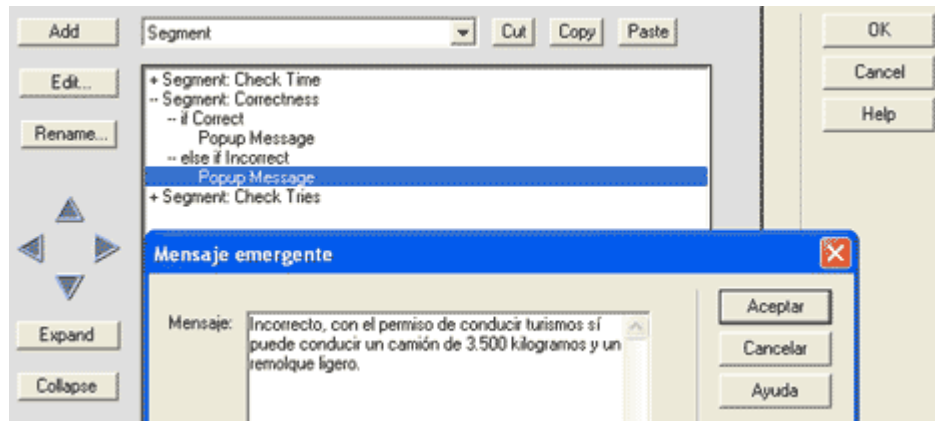 Add
Segment
Cut
Copy
Paste
OK
Edit...
Cancel
Rename...
Help
+ Segment: Check Time
-- Segment: Correctness
-- if Correct
Popup Message
-- else if Incorrect
Popup Message
+ Segment: Check Tries
Expand
Collapse
Mensaje emergente
Mensaje:
Incorrecto, con el permiso de conducir turismos sí
puede conducir un camión de 3.500 kilogramos y un
remolque ligero.
Aceptar
Cancelar
Ayuda